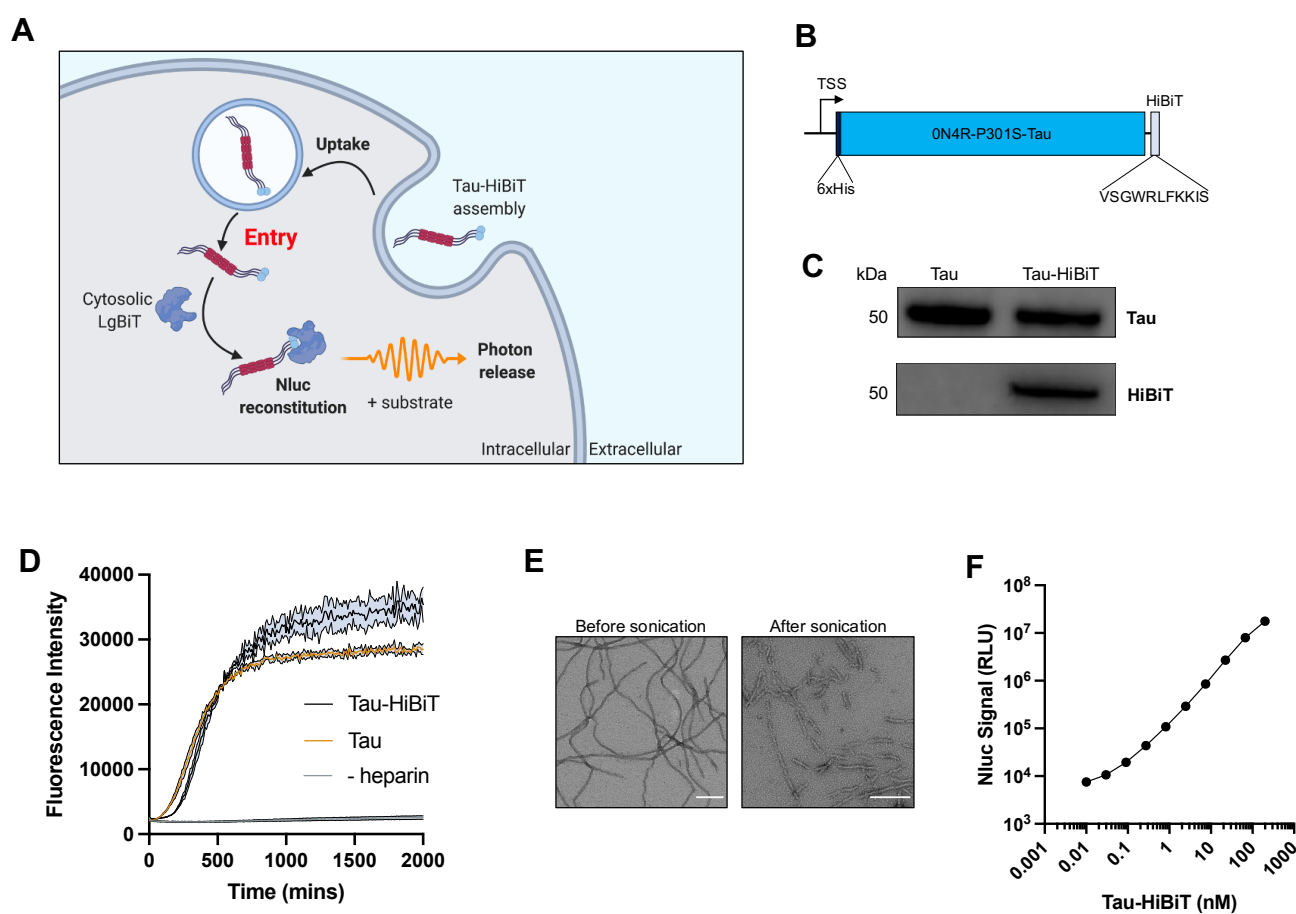 A
Uptake
Tau-HiBiT
assembly
Entry
Cytosolic
LgBiT
Nluc
reconstitution
+ substrate
Photon
release
Intracellular
Extracellular
B
TSS
HiBiT
0N4R-P301S-Tau
6xHis
VSGWRLFKKIS
C
kDa
Tau
Tau-HiBiT
50
Tau
50
HiBiT
D
Fluorescence Intensity
40000
30000
20000
10000
0
Tau-HiBiT
Tau
- heparin
0
500
1000
1500
2000
Time (mins)
E
Before sonication
After sonication
F
Nluc Signal (RLU)
10⁸
10⁷
10⁶
10⁵
10⁴
10³
0.001
0.01
0.1
1
10
100
1000
Tau-HiBiT (nM)